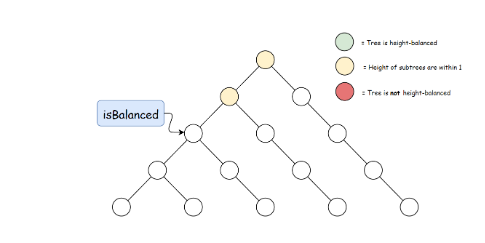 = Tree is height-balanced
= Height of subtrees are within 1
= Tree is not height-balanced
isBalanced